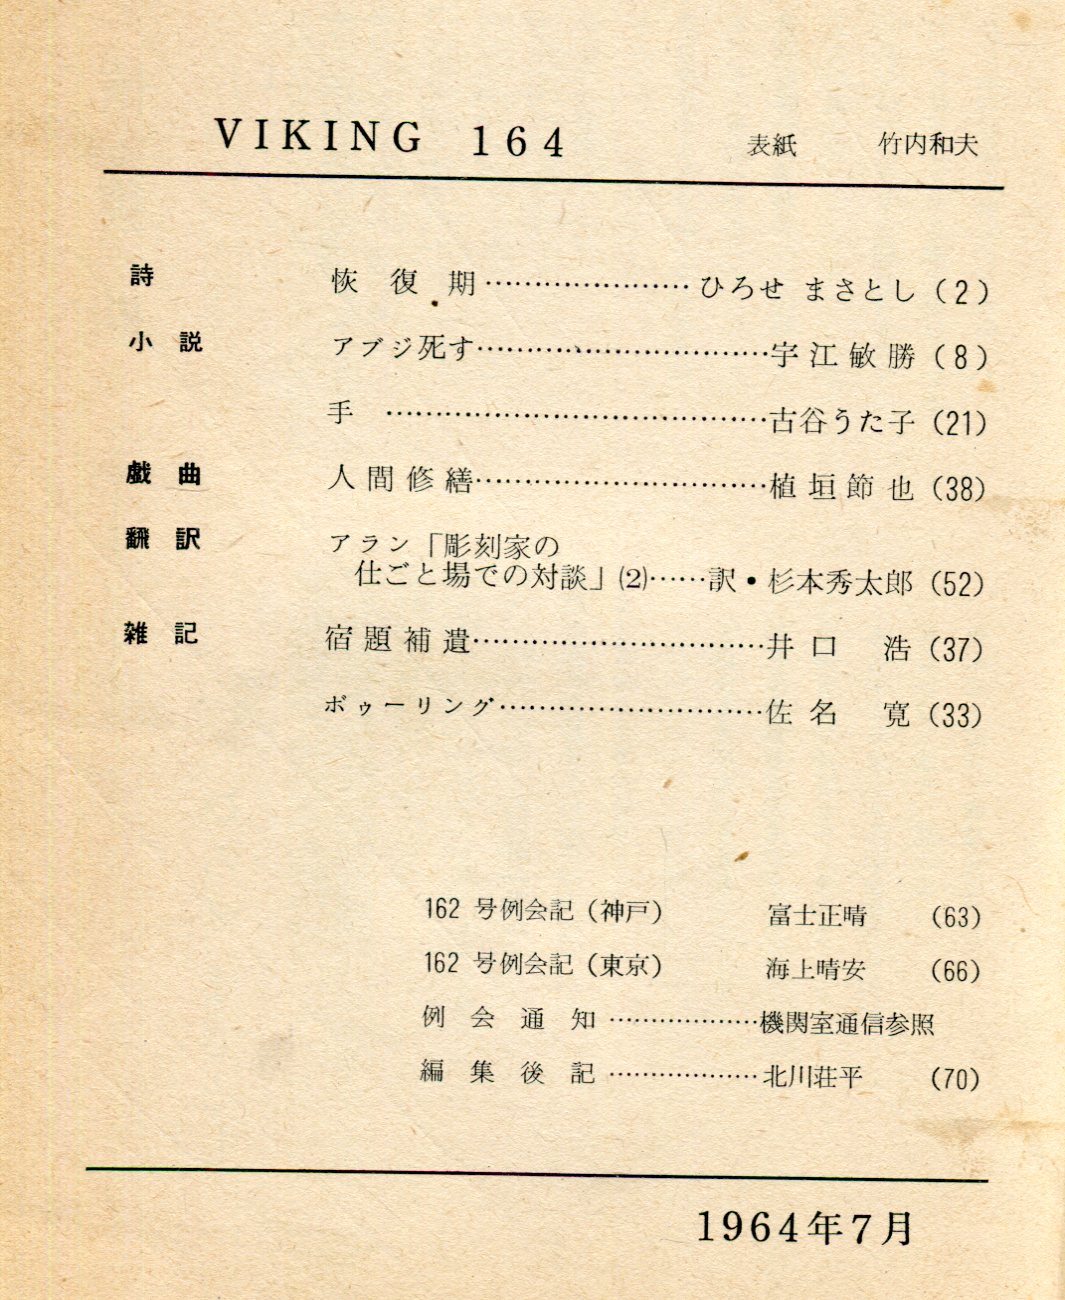 VIKING 164 表紙 竹内和夫
詩 恢復期…………………ひろせ まさとし (2)
小説 アブジ死す…………………………宇江敏勝 (8)
手 …………………………………古谷うた子 (21)
戯曲 人間修繕…………………………植垣節也 (38)
翻訳 アラン「彫刻家の
仕ごと場での対談」⑵……訳・杉本秀太郎 (52)
雑記 宿題補遺…………………………井口 浩 (37)
ボゥーリング………………………佐名 寛 (33)
162 号例会記(神戸) 富士正晴 (63)
162 号例会記(東京) 海上晴安 (66)
例会通知………………機関室通信参照
編集後記………………北川荘平 (70)
1964年7月